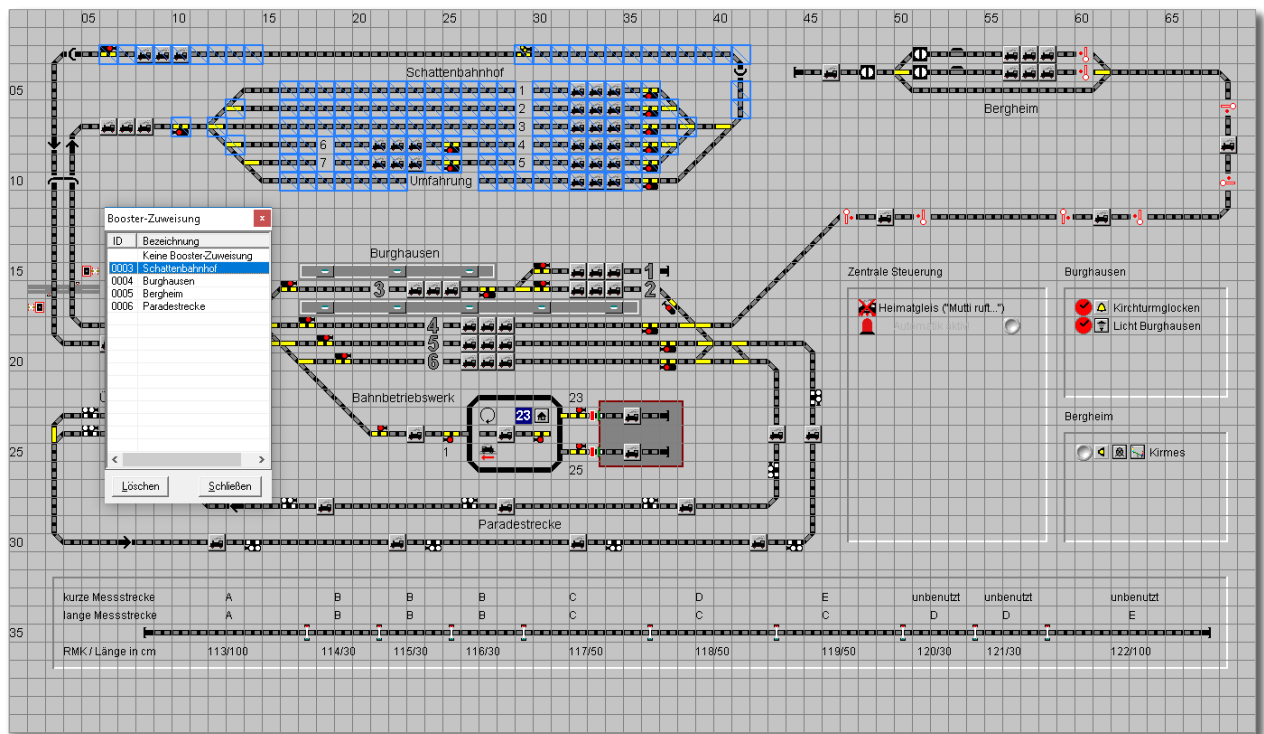 05 10 15 20 25 30 35 40 45 50 55 60 65
Schattenbahnhof
05
1
2
Bergheim
3
6 4
7 5
10
Umfahrung
Booster-Zuweisung
ID Bezeichnung
Keine Booster-Zuweisung
0003 Schattenbahnhof
0004 Burghausen
0005 Bergheim
0006 Paradestrecke
Löschen Schließen
Burghausen
15
1
3 2
4
5
20
6
Zentrale Steuerung
Heimatgleis ("Mutti ruft...")
Burghausen
Kirchturmglocken
Licht Burghausen
Bergheim
Kirmes
Ü
Bahnbetriebswerk 23
23
25
1
25
Paradestrecke
30
kurze Messstrecke A B B B C D E unbenutzt unbenutzt unbenutzt
lange Messstrecke A B B B C C C D D E
35
RMK / Länge in cm 113/100 114/30 115/30 116/30 117/50 118/50 119/50 120/30 121/30 122/100